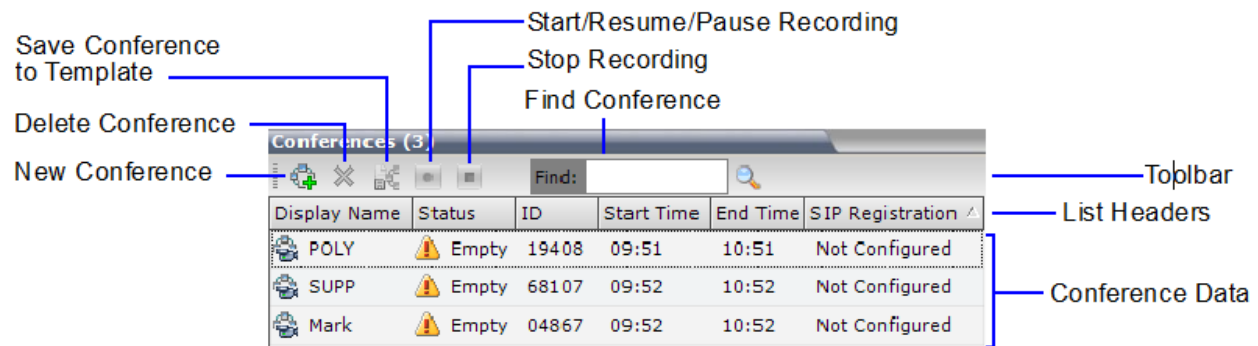 Start/Resume/Pause Recording
Save Conference
to Template
Stop Recording
Find Conference
Delete Conference
Conferences (3)
New Conference
Find:
Toolbar
Display Name Status ID Start Time End Time SIP Registration
List Headers
POLY Empty 19408 09:51 10:51 Not Configured
SUPP Empty 68107 09:52 10:52 Not Configured
Conference Data
Mark Empty 04867 09:52 10:52 Not Configured